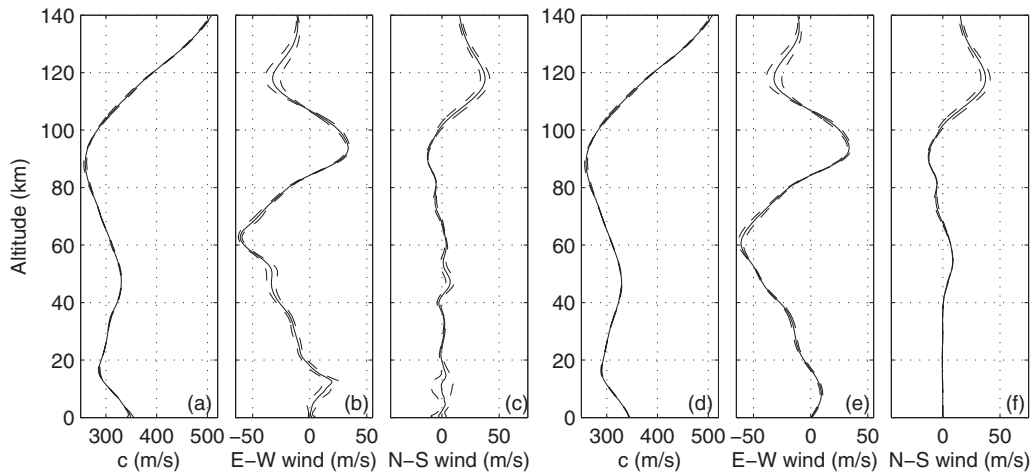 Altitude (km)
140
120
100
80
60
40
20
0
300 400 500
c (m/s)
(a)
−50 0 50
E−W wind (m/s)
(b)
0 50
N−S wind (m/s)
(c)
140
120
100
80
60
40
20
0
300 400 500
c (m/s)
(d)
−50 0 50
E−W wind (m/s)
(e)
0 50
N−S wind (m/s)
(f)